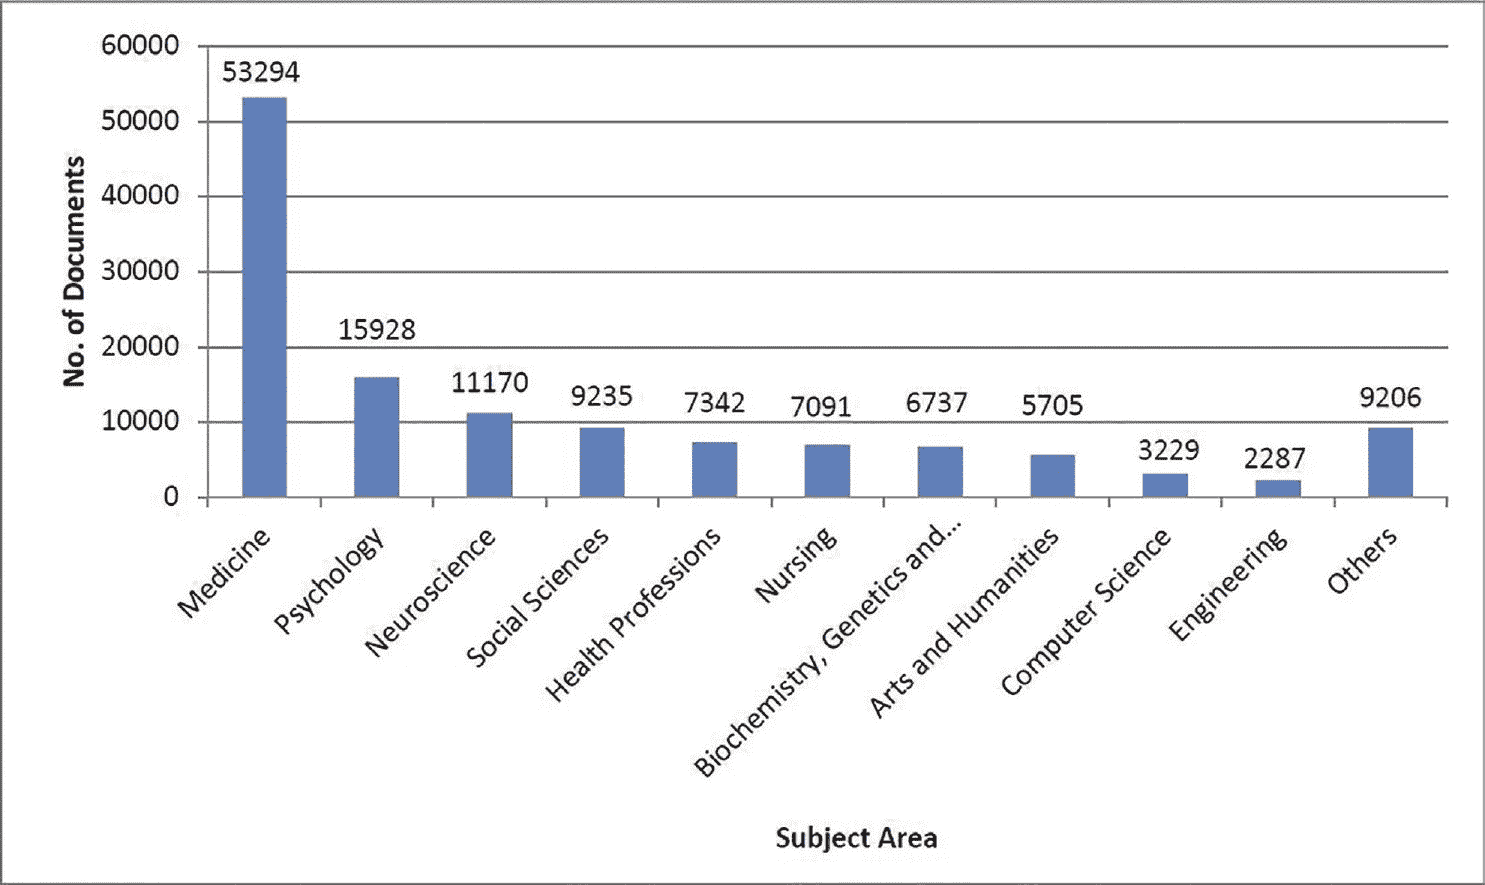 60000
50000
40000
30000
20000
10000
0
No. of Documents
53294
15928
11170
9235
7342
7091
6737
5705
3229
2287
9206
Medicine
Psychology
Neuroscience
Social Sciences
Health Professions
Nursing
Biochemistry, Genetics and...
Arts and Humanities
Computer Science
Engineering
Others
Subject Area